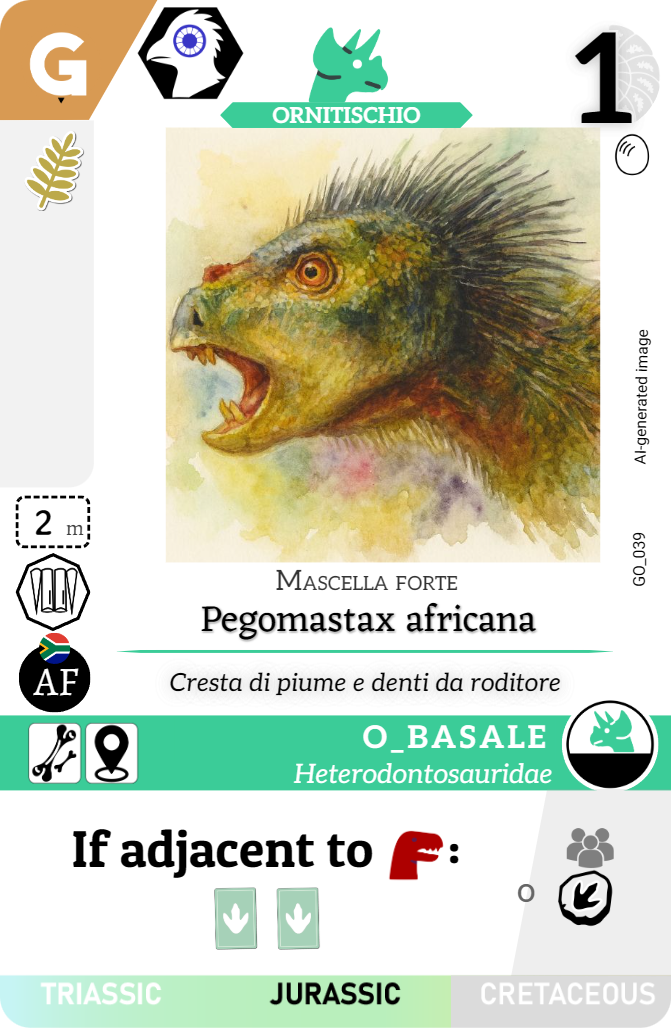 G
1
ORNITISCHIO
AI-generated image
GO_039
2 m
AF
Mascella forte
Pegomastax africana
Cresta di piume e denti da roditore
O_BASALE
Heterodontosauridae
If adjacent to :
O
TRIASSIC JURASSIC CRETACEOUS